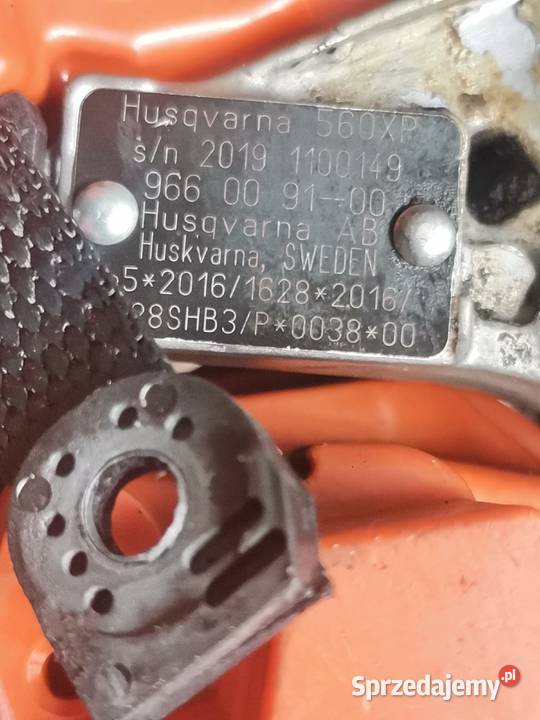 Husqvarna 560XP
s/n 2019 1100149
966 00 91-00
Husqvarna AB
Huskvarna, SWEDEN
5*2016/1628*2016/
28SHB3/P*0038*00
Sprzedajemy.pl